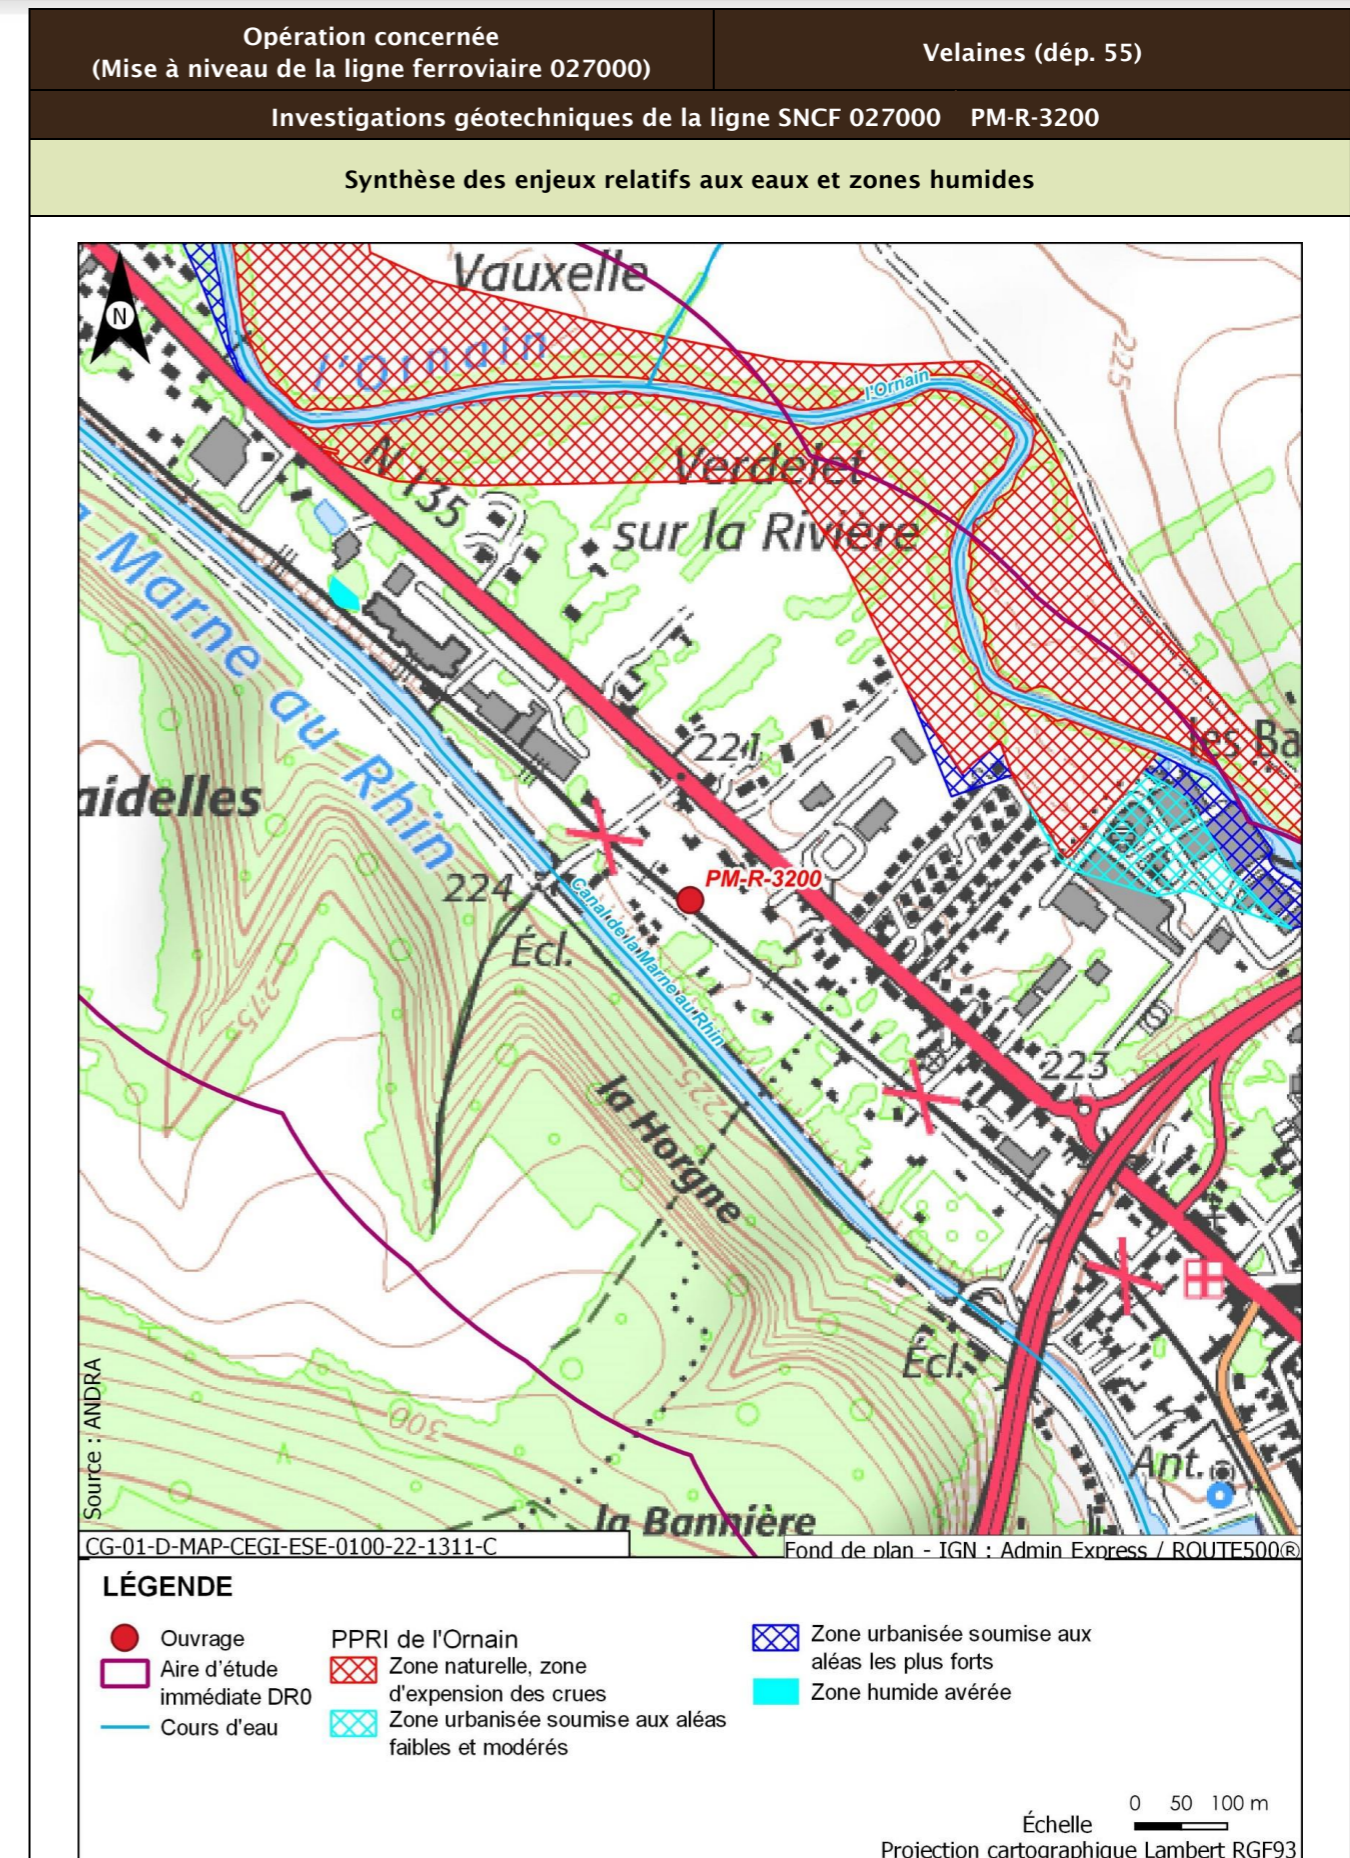 Opération concernée
(Mise à niveau de la ligne ferroviaire 027000)
Velaines (dép. 55)
Investigations géotechniques de la ligne SNCF 027000 PM-R-3200
Synthèse des enjeux relatifs aux eaux et zones humides
N
Vauxelle
l'Ornain
l'Ornain
225
N 135
Verdelet
sur la Rivière
Marne au Rhin
les Ba
221
aidelles
PM-R-3200
224
Écl.
Canal de la Marne au Rhin
275
225
223
la Horgne
Écl.
300
Ant.
la Bannière
Source : ANDRA
CG-01-D-MAP-CEGI-ESE-0100-22-1311-C
Fond de plan - IGN : Admin Express / ROUTE500®
LÉGENDE
Ouvrage
Aire d'étude
immédiate DR0
Cours d'eau
PPRI de l'Ornain
Zone naturelle, zone
d'expension des crues
Zone urbanisée soumise aux aléas
faibles et modérés
Zone urbanisée soumise aux
aléas les plus forts
Zone humide avérée
0 50 100 m
Échelle
Projection cartographique Lambert RGF93